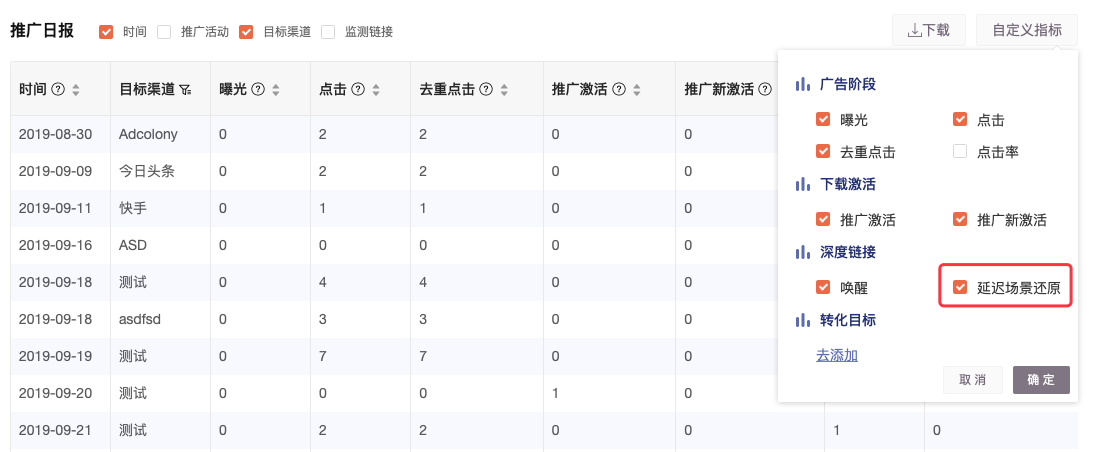 推广日报 时间 推广活动 目标渠道 监测链接 下载 自定义指标
时间 目标渠道 曝光 点击 去重点击 推广激活 推广新激活
2019-08-30 Adcolony 0 2 2 0 0
2019-09-09 今日头条 0 2 2 0 0
2019-09-11 快手 0 1 1 0 0
2019-09-16 ASD 0 0 0 0 0
2019-09-18 测试 0 4 4 0 0
2019-09-18 asdfsd 0 3 3 0 0
2019-09-19 测试 0 7 7 0 0
2019-09-20 测试 0 0 0 1 0
2019-09-21 测试 0 2 2 0 0 1 0
广告阶段
曝光 点击
去重点击 点击率
下载激活
推广激活 推广新激活
深度链接
唤醒 延迟场景还原
转化目标
去添加
取消 确定